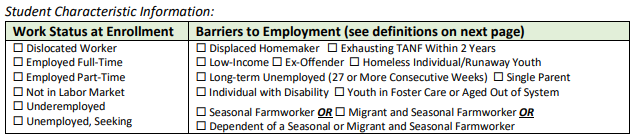 Student Characteristic Information:
Work Status at Enrollment
☐ Dislocated Worker
☐ Employed Full-Time
☐ Employed Part-Time
☐ Not in Labor Market
☐ Underemployed
☐ Unemployed, Seeking
Barriers to Employment (see definitions on next page)
☐ Displaced Homemaker ☐ Exhausting TANF Within 2 Years
☐ Low-Income ☐ Ex-Offender ☐ Homeless Individual/Runaway Youth
☐ Long-term Unemployed (27 or More Consecutive Weeks) ☐ Single Parent
☐ Individual with Disability ☐ Youth in Foster Care or Aged Out of System
☐ Seasonal Farmworker OR ☐ Migrant and Seasonal Farmworker OR
☐ Dependent of a Seasonal or Migrant and Seasonal Farmworker